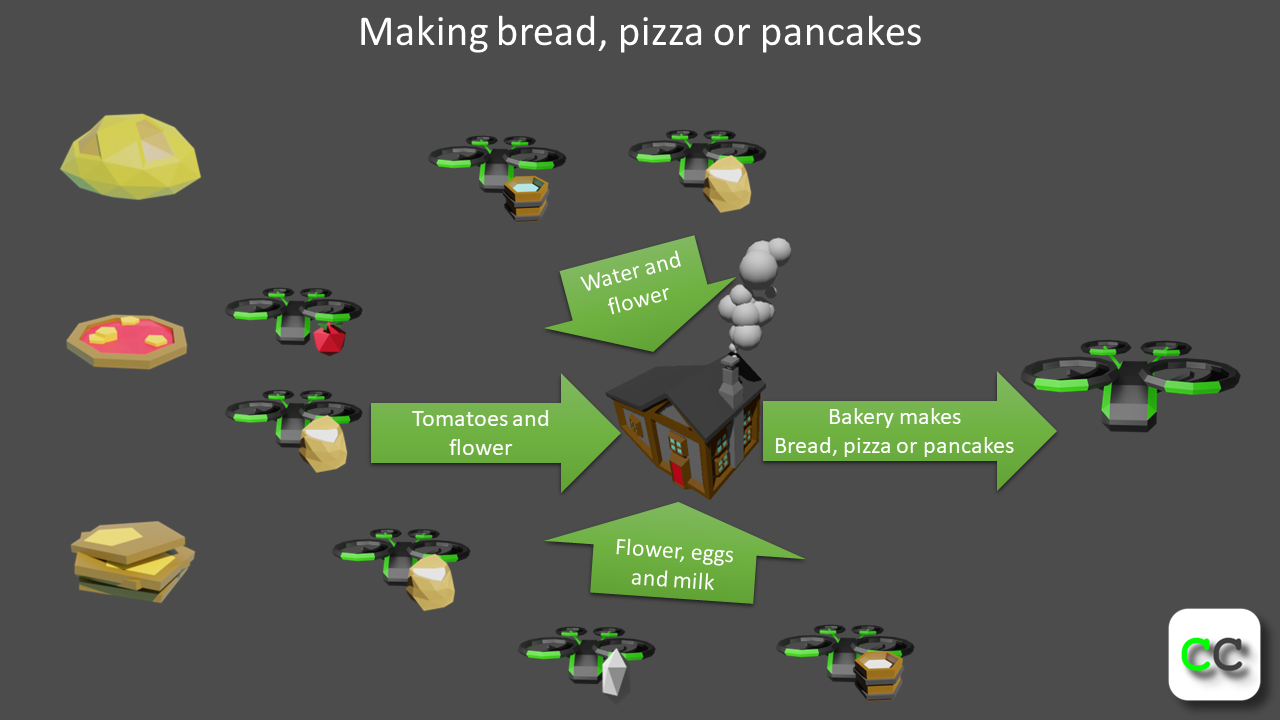 Making bread, pizza or pancakes
Water and
flower
Tomatoes and
flower
Bakery makes
Bread, pizza or pancakes
Flower, eggs
and milk
CC